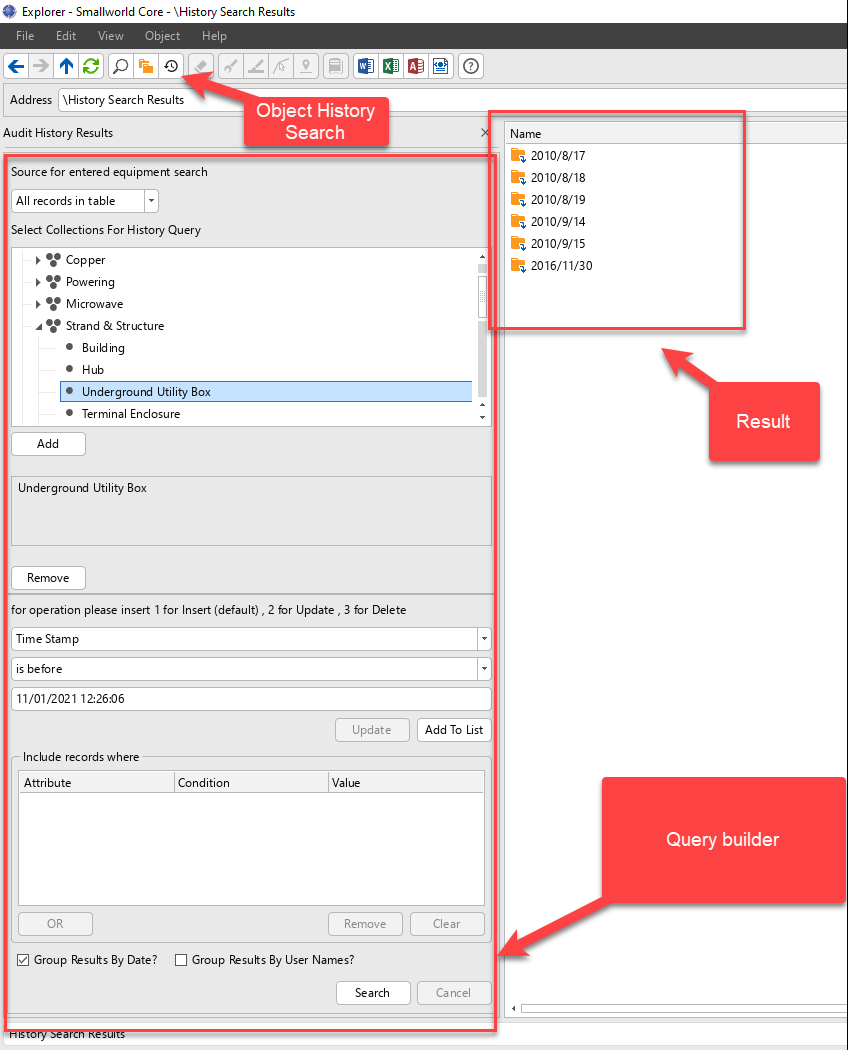 Explorer - Smallworld Core - \History Search Results
File Edit View Object Help
Address \History Search Results
Object History
Search
Audit History Results
Source for entered equipment search
All records in table
Select Collections For History Query
Copper
Powering
Microwave
Strand & Structure
Building
Hub
Underground Utility Box
Terminal Enclosure
Add
Underground Utility Box
Remove
for operation please insert 1 for Insert (default) , 2 for Update , 3 for Delete
Time Stamp
is before
11/01/2021 12:26:06
Update Add To List
Include records where
Attribute Condition Value
OR Remove Clear
Group Results By Date? Group Results By User Names?
Search Cancel
History Search Results
Name
2010/8/17
2010/8/18
2010/8/19
2010/9/14
2010/9/15
2016/11/30
Result
Query builder